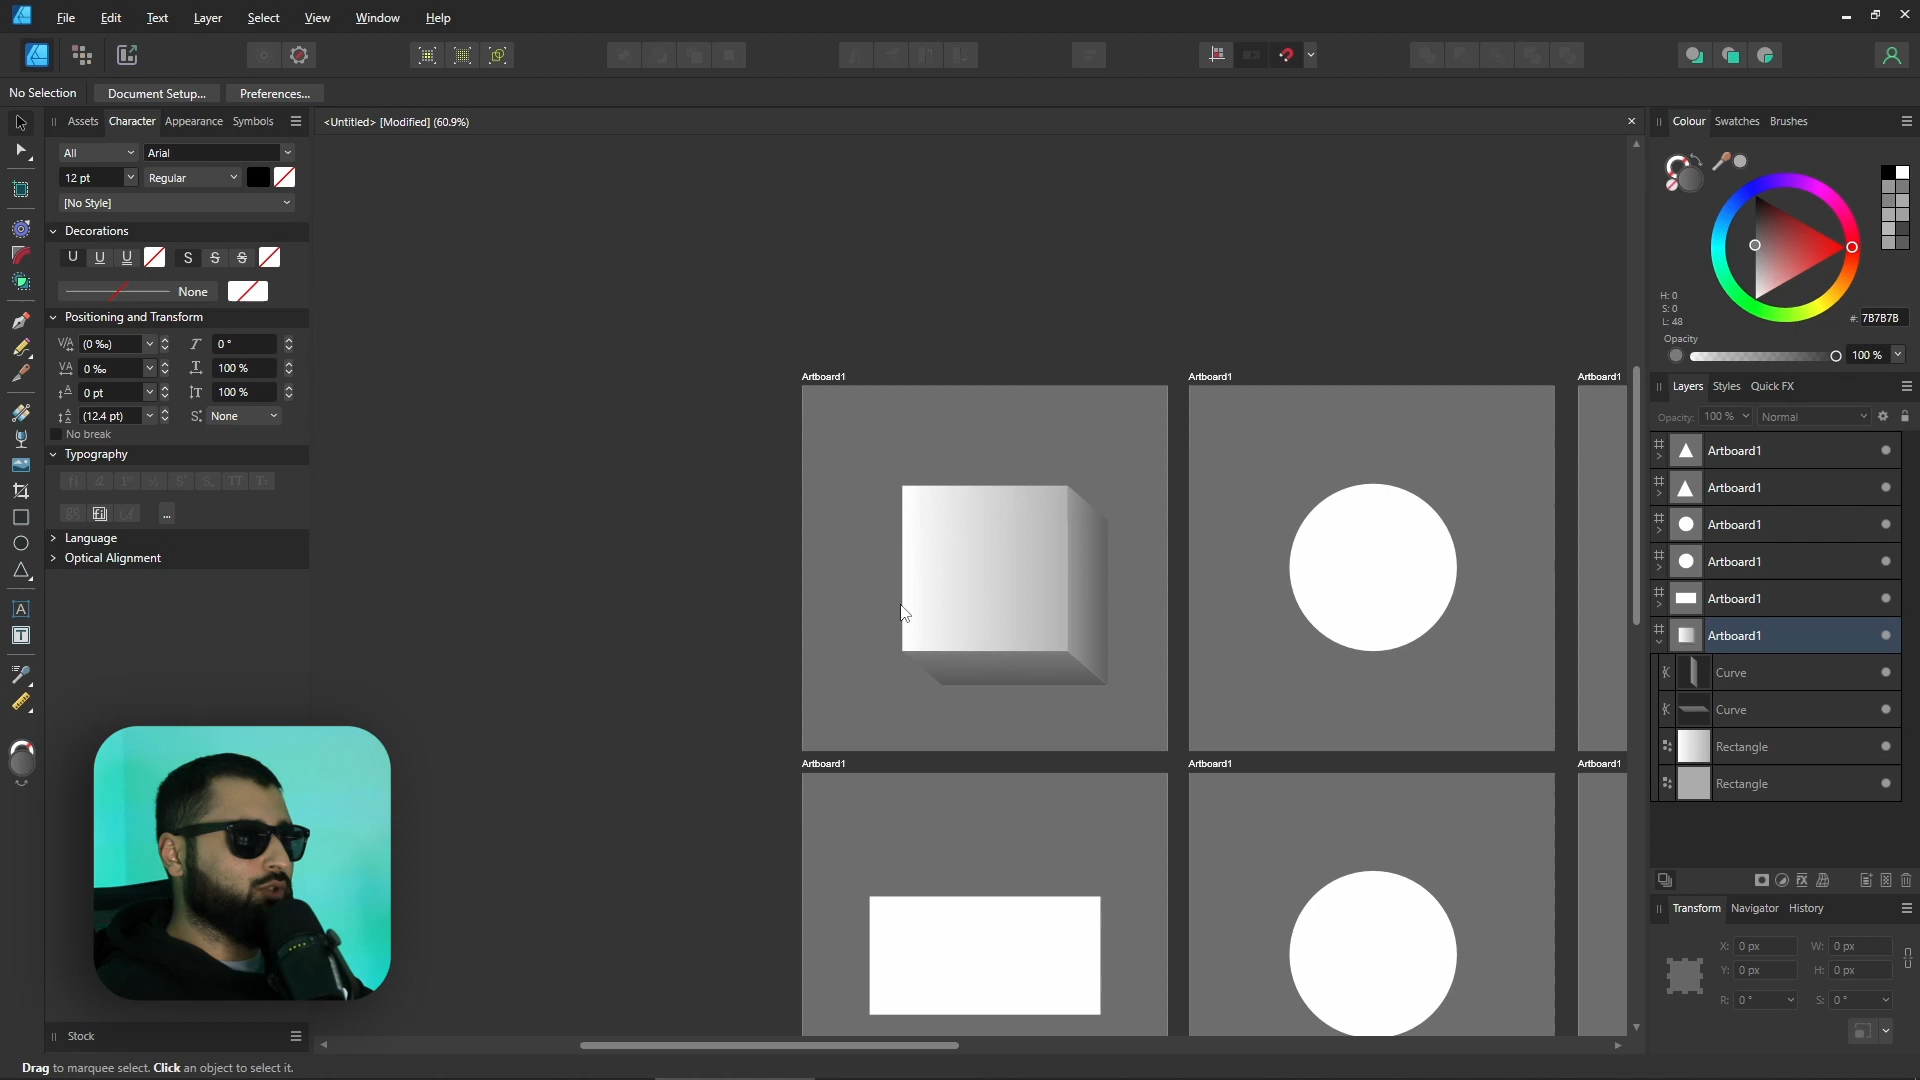 File Edit Text Layer Select View Window Help
No Selection Document Setup... Preferences...
Assets Character Appearance Symbols
<Untitled> [Modified] (60.9%)
Colour Swatches Brushes
All Arial
12 pt Regular
[No Style]
Decorations
U U U S S S
None
Positioning and Transform
(0 ‰) 0 °
0 ‰ 100 %
0 pt 100 %
(12.4 pt) None
No break
Typography
...
Language
Optical Alignment
Stock
Drag to marquee select. Click an object to select it.
Artboard1 Artboard1 Artboard1
Artboard1 Artboard1 Artboard1
H: 0
S: 0
L: 48
#: 7B7B7B
Opacity
100 %
Layers Styles Quick FX
Opacity: 100 % Normal
Artboard1
Artboard1
Artboard1
Artboard1
Artboard1
Artboard1
Curve
Curve
Rectangle
Rectangle
Transform Navigator History
X: 0 px W: 0 px
Y: 0 px H: 0 px
R: 0 ° S: 0 °